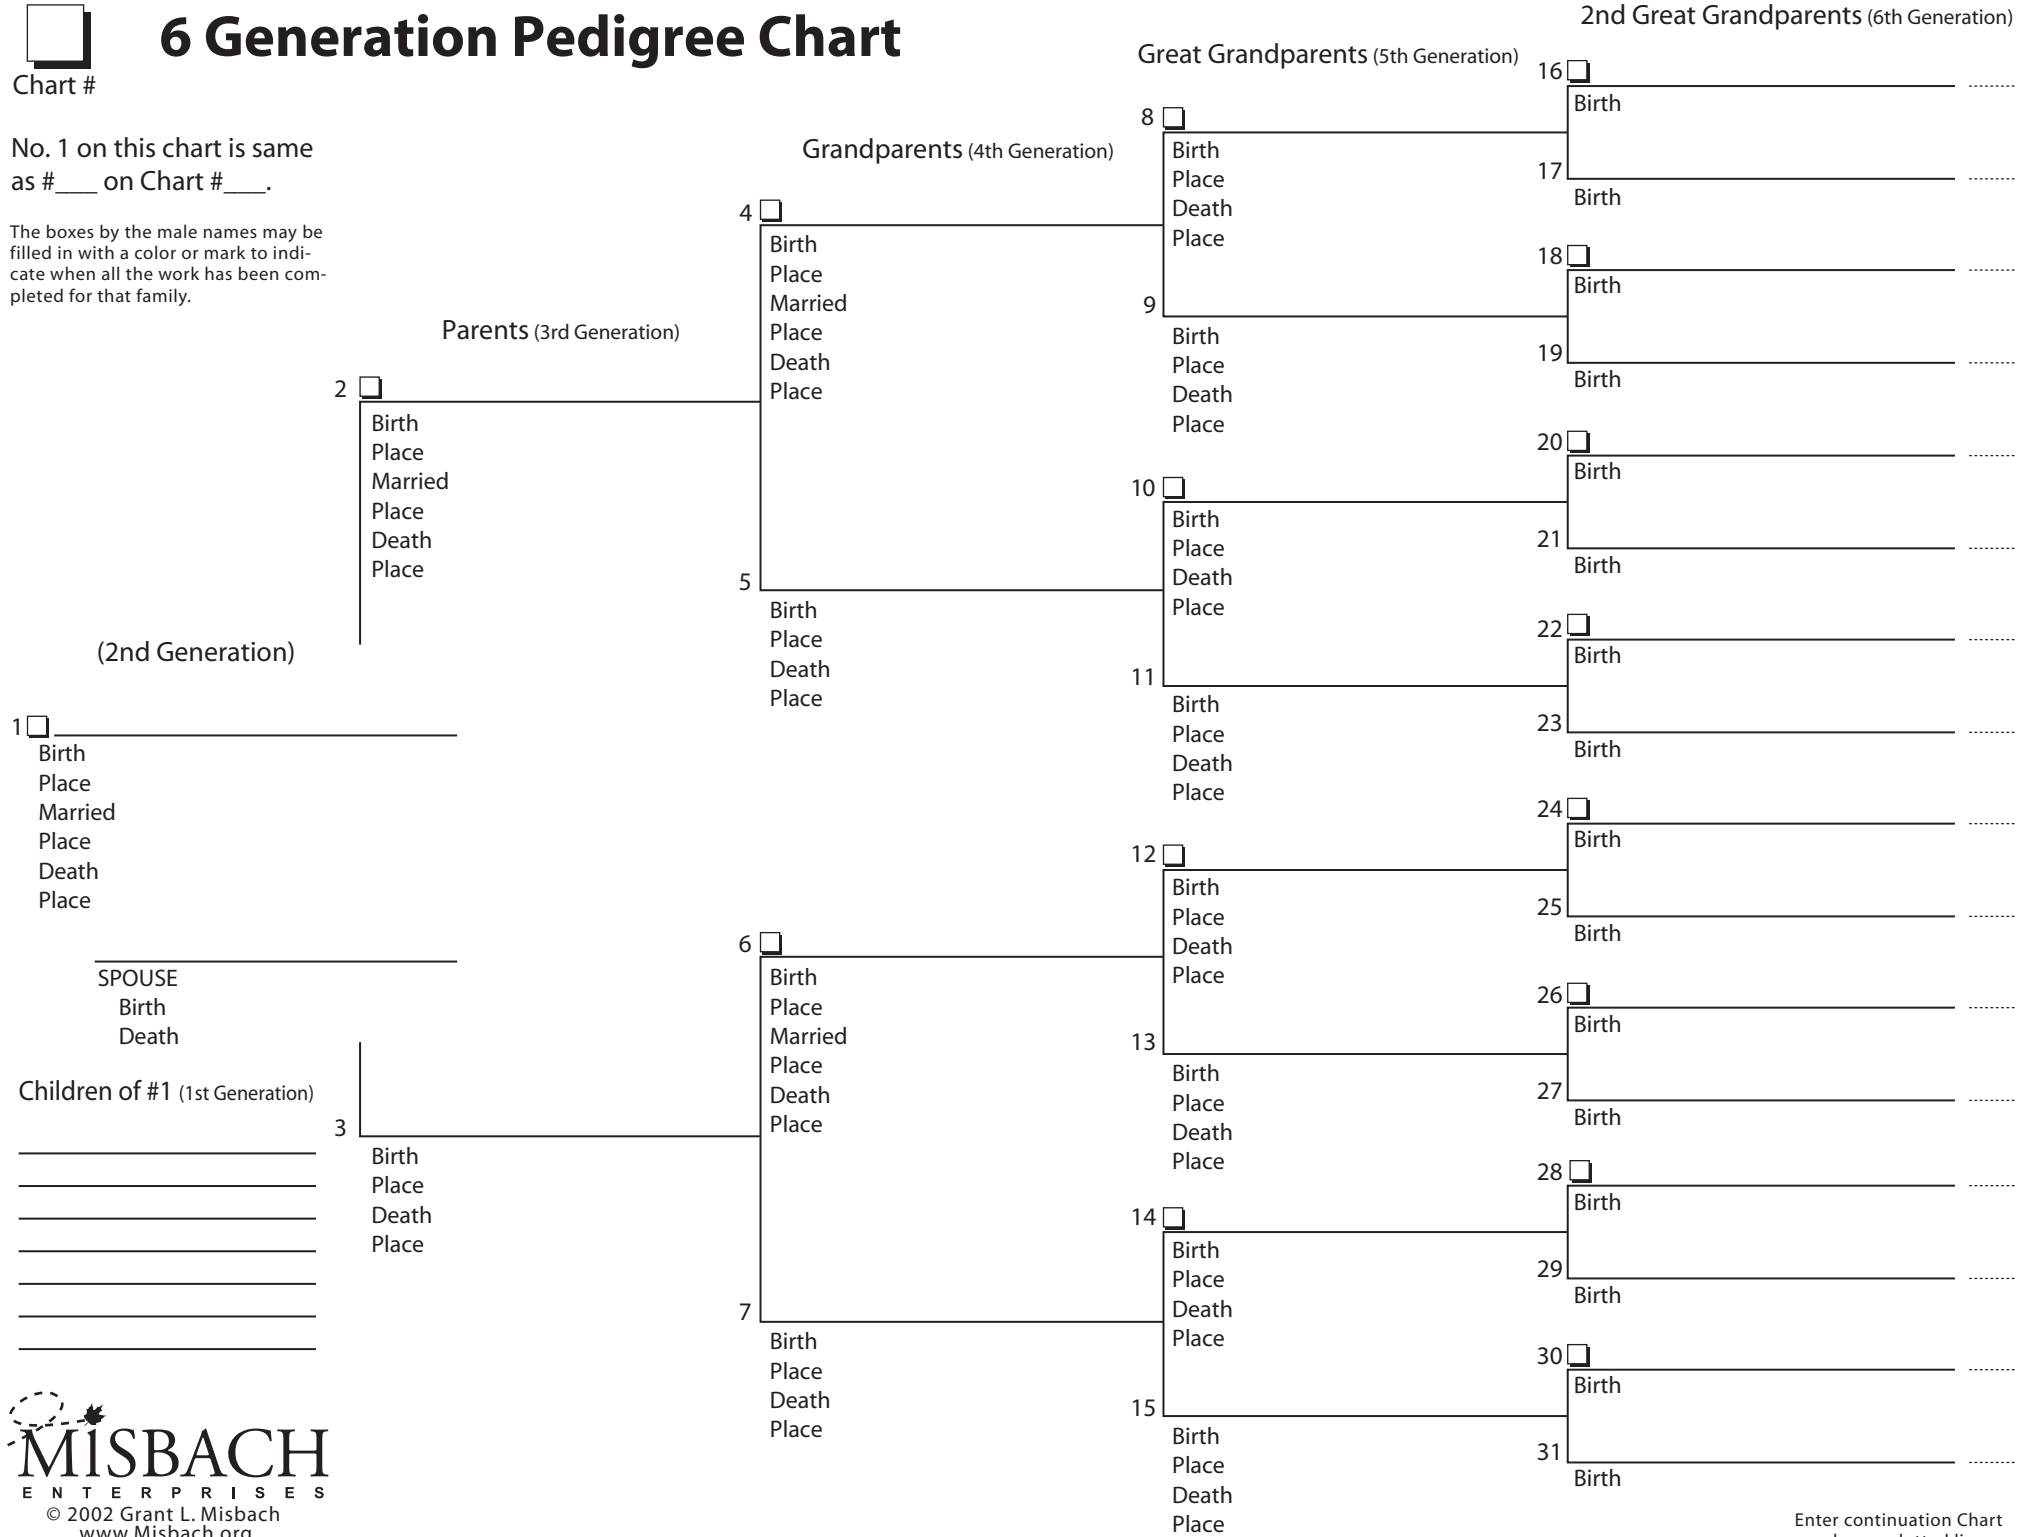 6 Generation Pedigree Chart
Chart #
No. 1 on this chart is same
as #___ on Chart #___.
The boxes by the male names may be
filled in with a color or mark to indi-
cate when all the work has been com-
pleted for that family.
(2nd Generation)
1
Birth
Place
Married
Place
Death
Place
SPOUSE
Birth
Death
Children of #1 (1st Generation)
Parents (3rd Generation)
2
Birth
Place
Married
Place
Death
Place
3
Birth
Place
Death
Place
Grandparents (4th Generation)
4
Birth
Place
Married
Place
Death
Place
5
Birth
Place
Death
Place
6
Birth
Place
Married
Place
Death
Place
7
Birth
Place
Death
Place
Great Grandparents (5th Generation)
8
Birth
Place
Death
Place
9
Birth
Place
Death
Place
10
Birth
Place
Death
Place
11
Birth
Place
Death
Place
12
Birth
Place
Death
Place
13
Birth
Place
Death
Place
14
Birth
Place
Death
Place
15
Birth
Place
Death
Place
2nd Great Grandparents (6th Generation)
16
Birth
17
Birth
18
Birth
19
Birth
20
Birth
21
Birth
22
Birth
23
Birth
24
Birth
25
Birth
26
Birth
27
Birth
28
Birth
29
Birth
30
Birth
31
Birth
MISBACH
ENTERPRISES
© 2002 Grant L. Misbach
www.Misbach.org
Enter continuation Chart